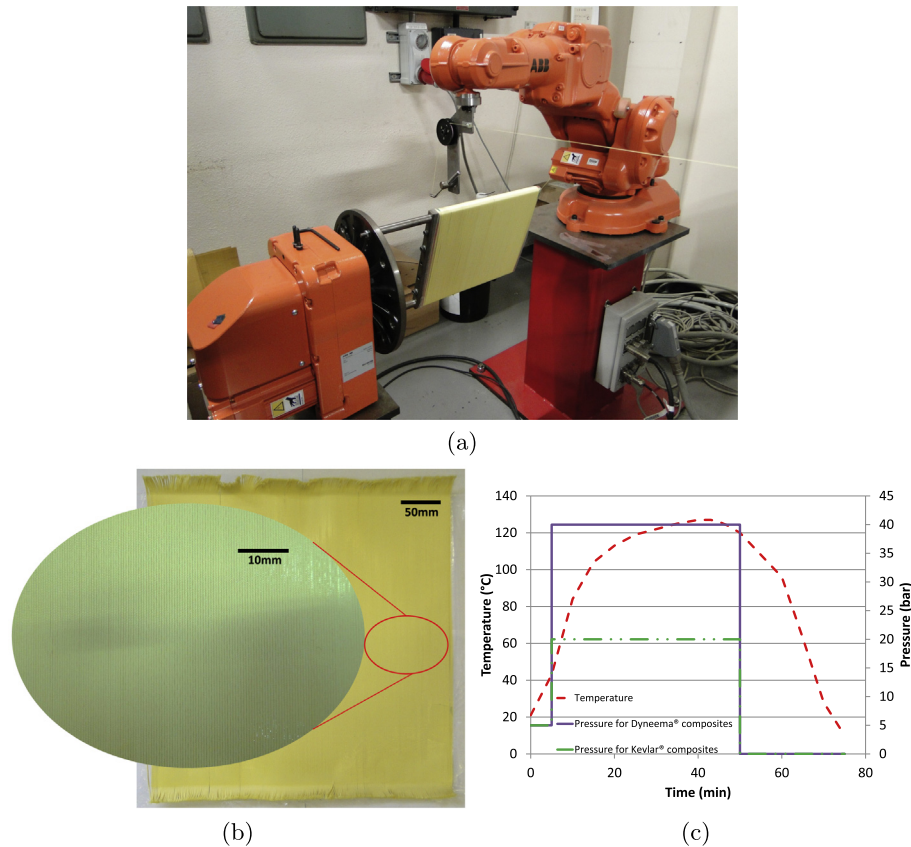 ABB
(a)
50mm
10mm
(b)
140
120
100
80
60
40
20
0
Temperature (°C)
45
40
35
30
25
20
15
10
5
0
Pressure (bar)
Temperature
Pressure for Dyneema® composites
Pressure for Kevlar® composites
0
20
40
60
80
Time (min)
(c)